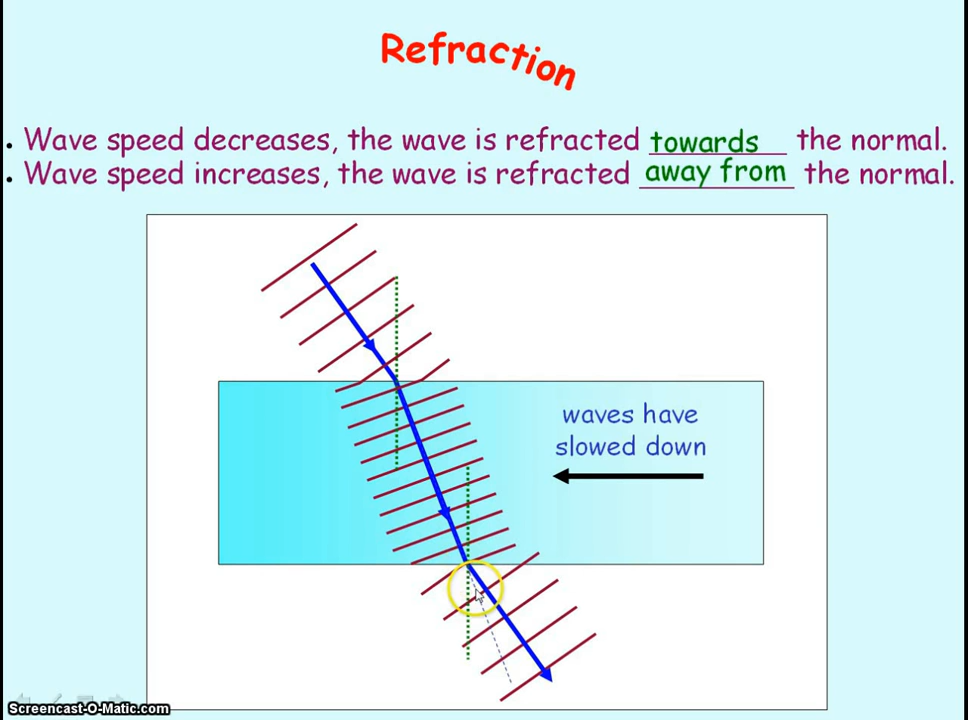 Refraction
• Wave speed decreases, the wave is refracted towards the normal.
• Wave speed increases, the wave is refracted away from the normal.
waves have
slowed down
Screencast-O-Matic.com